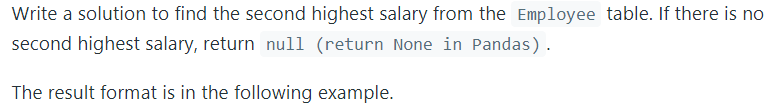 Write a solution to find the second highest salary from the Employee table. If there is no
second highest salary, return null (return None in Pandas).
The result format is in the following example.